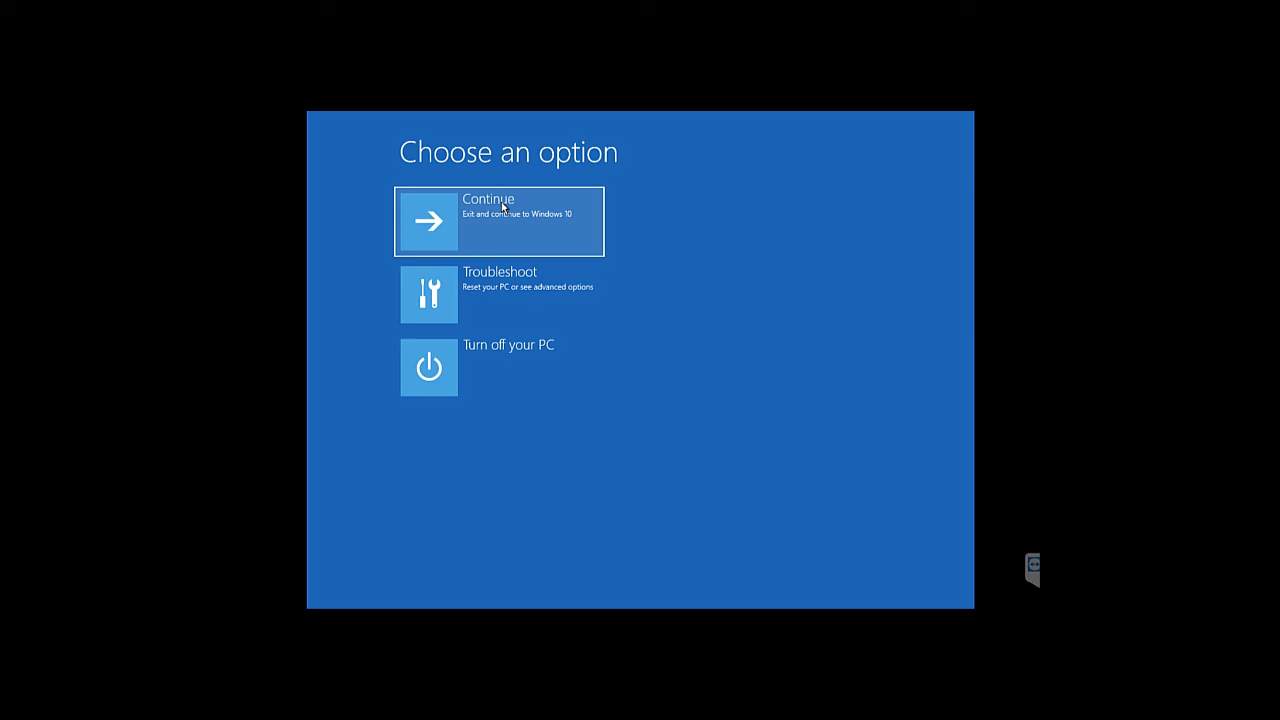 Choose an option
Continue
Exit and continue to Windows 10
Troubleshoot
Reset your PC or see advanced options
Turn off your PC